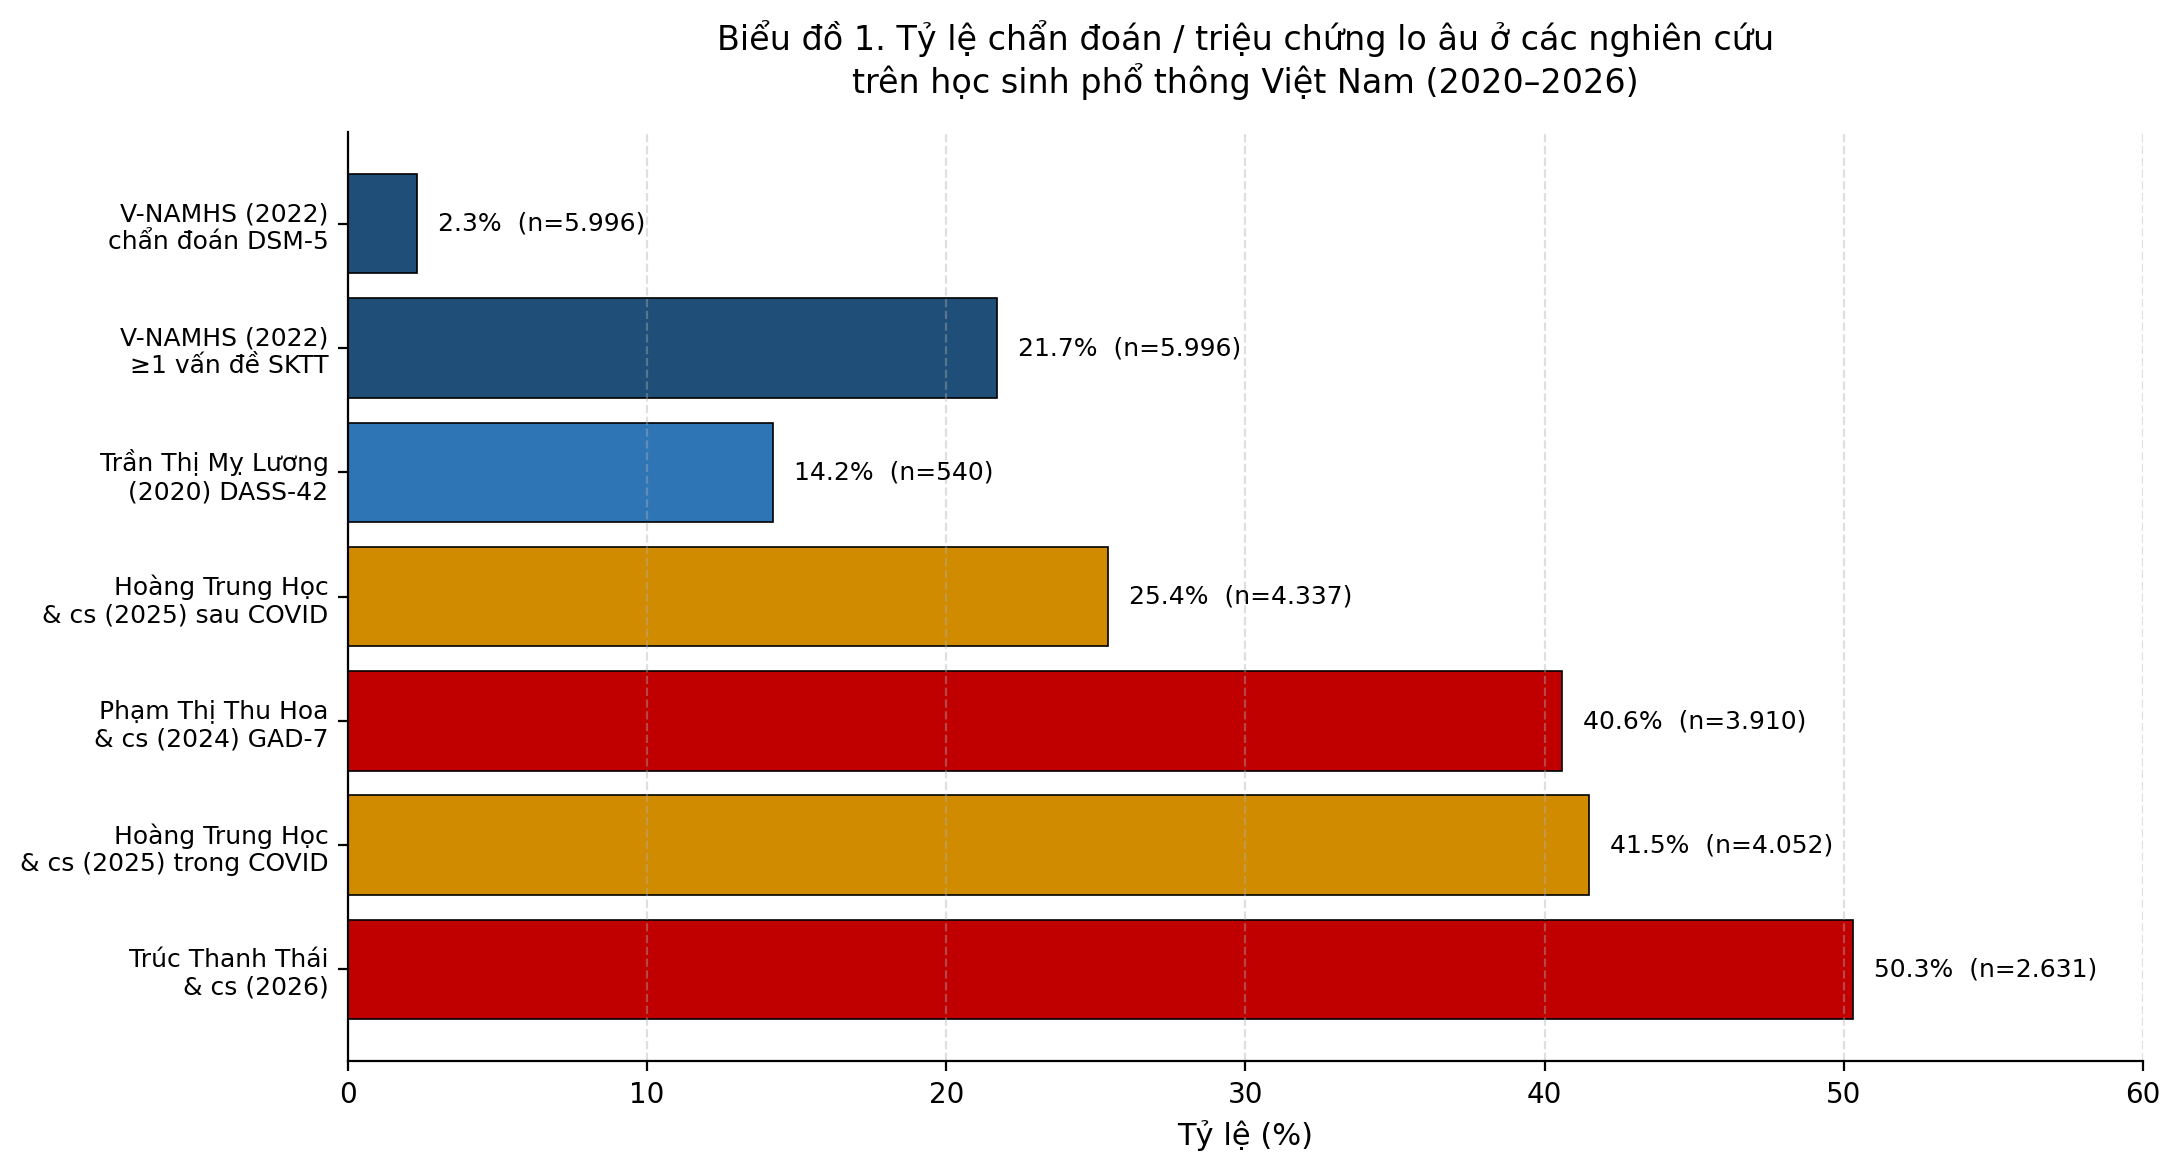 Biểu đồ 1. Tỷ lệ chẩn đoán / triệu chứng lo âu ở các nghiên cứu
trên học sinh phổ thông Việt Nam (2020–2026)
V-NAMHS (2022)
chẩn đoán DSM-5
2.3% (n=5.996)
V-NAMHS (2022)
≥1 vấn đề SKTT
21.7% (n=5.996)
Trần Thị Mỵ Lương
(2020) DASS-42
14.2% (n=540)
Hoàng Trung Học
& cs (2025) sau COVID
25.4% (n=4.337)
Phạm Thị Thu Hoa
& cs (2024) GAD-7
40.6% (n=3.910)
Hoàng Trung Học
& cs (2025) trong COVID
41.5% (n=4.052)
Trúc Thanh Thái
& cs (2026)
50.3% (n=2.631)
0 10 20 30 40 50 60
Tỷ lệ (%)